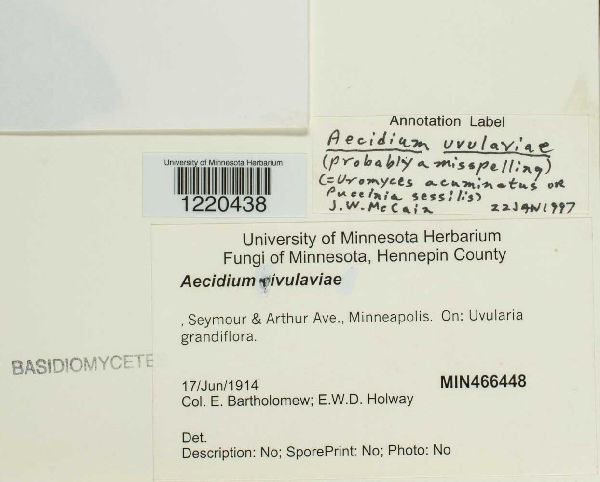 Annotation Label
Aecidium uvulaviae
(probably a misspelling)
(=Uromyces acuminatus OR
Puccinia sessilis)
J.W. McCain 22JAN1997
University of Minnesota Herbarium
1220438
University of Minnesota Herbarium
Fungi of Minnesota, Hennepin County
Aecidium ivulaviae
, Seymour & Arthur Ave., Minneapolis. On: Uvularia
grandiflora.
BASIDIOMYCETE
17/Jun/1914 MIN466448
Col. E. Bartholomew; E.W.D. Holway
Det.
Description: No; SporePrint: No; Photo: No